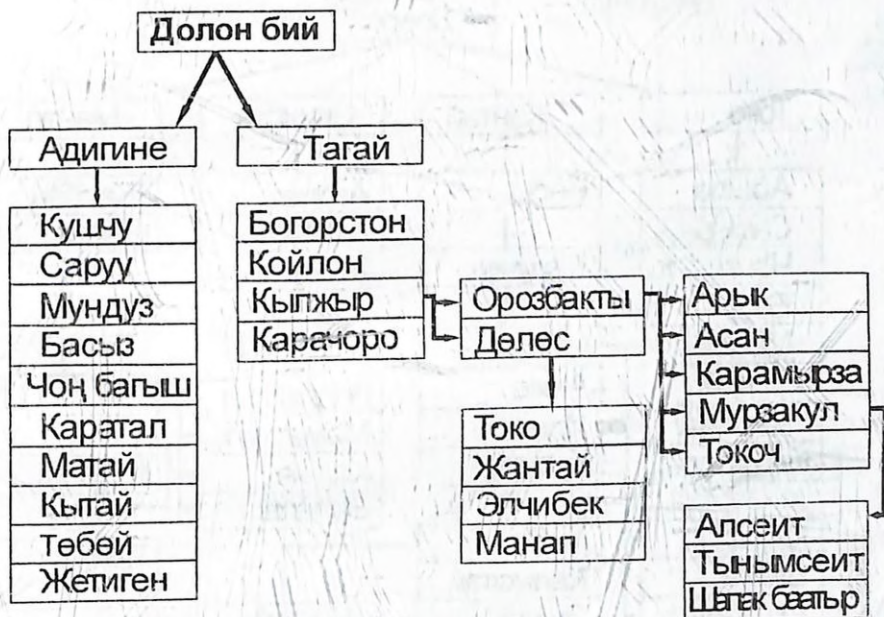 Долон бий
Адигине
Тагай
Кушчу
Саруу
Мундуз
Басыз
Чоң багыш
Каратал
Матай
Кытай
Төбөй
Жетиген
Богорстон
Койлон
Кылжыр
Карачоро
Орозбакты
Дөлөс
Токо
Жантай
Элчибек
Манап
Арык
Асан
Карамырза
Мурзакул
Токоч
Алсеит
Тынымсеит
Шапак баатыр